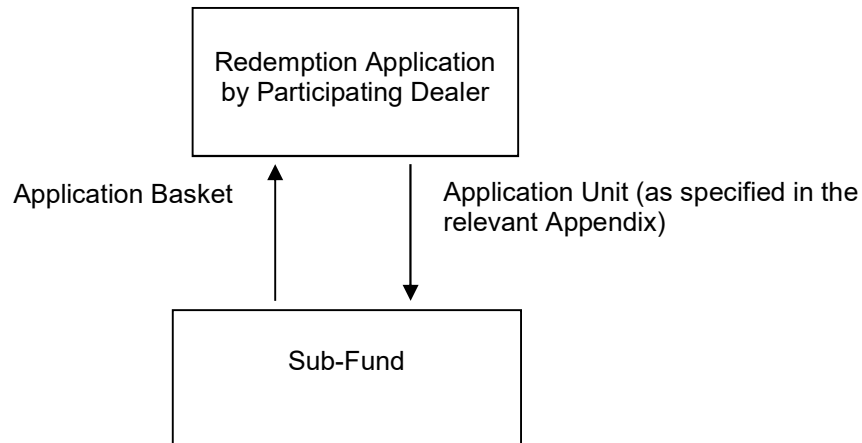 Redemption Application
by Participating Dealer
Application Basket
Application Unit (as specified in the
relevant Appendix)
Sub-Fund